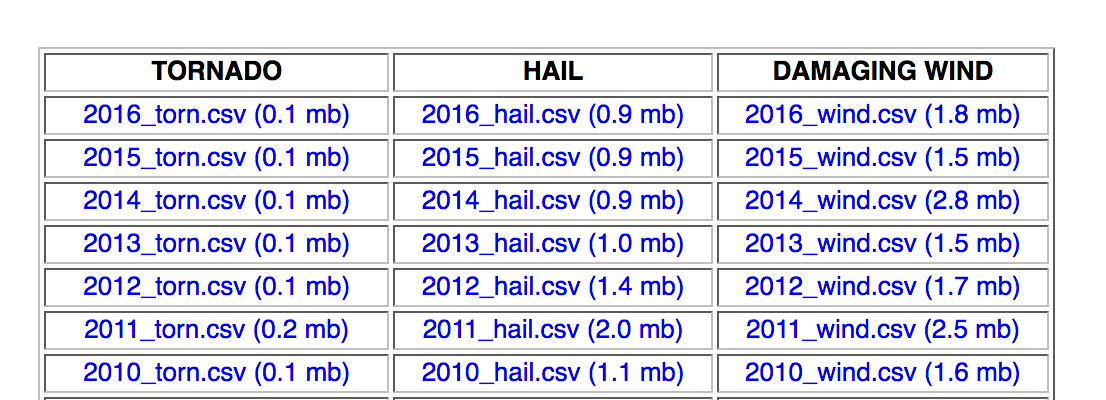 TORNADO HAIL DAMAGING WIND
2016_torn.csv (0.1 mb) 2016_hail.csv (0.9 mb) 2016_wind.csv (1.8 mb)
2015_torn.csv (0.1 mb) 2015_hail.csv (0.9 mb) 2015_wind.csv (1.5 mb)
2014_torn.csv (0.1 mb) 2014_hail.csv (0.9 mb) 2014_wind.csv (2.8 mb)
2013_torn.csv (0.1 mb) 2013_hail.csv (1.0 mb) 2013_wind.csv (1.5 mb)
2012_torn.csv (0.1 mb) 2012_hail.csv (1.4 mb) 2012_wind.csv (1.7 mb)
2011_torn.csv (0.2 mb) 2011_hail.csv (2.0 mb) 2011_wind.csv (2.5 mb)
2010_torn.csv (0.1 mb) 2010_hail.csv (1.1 mb) 2010_wind.csv (1.6 mb)